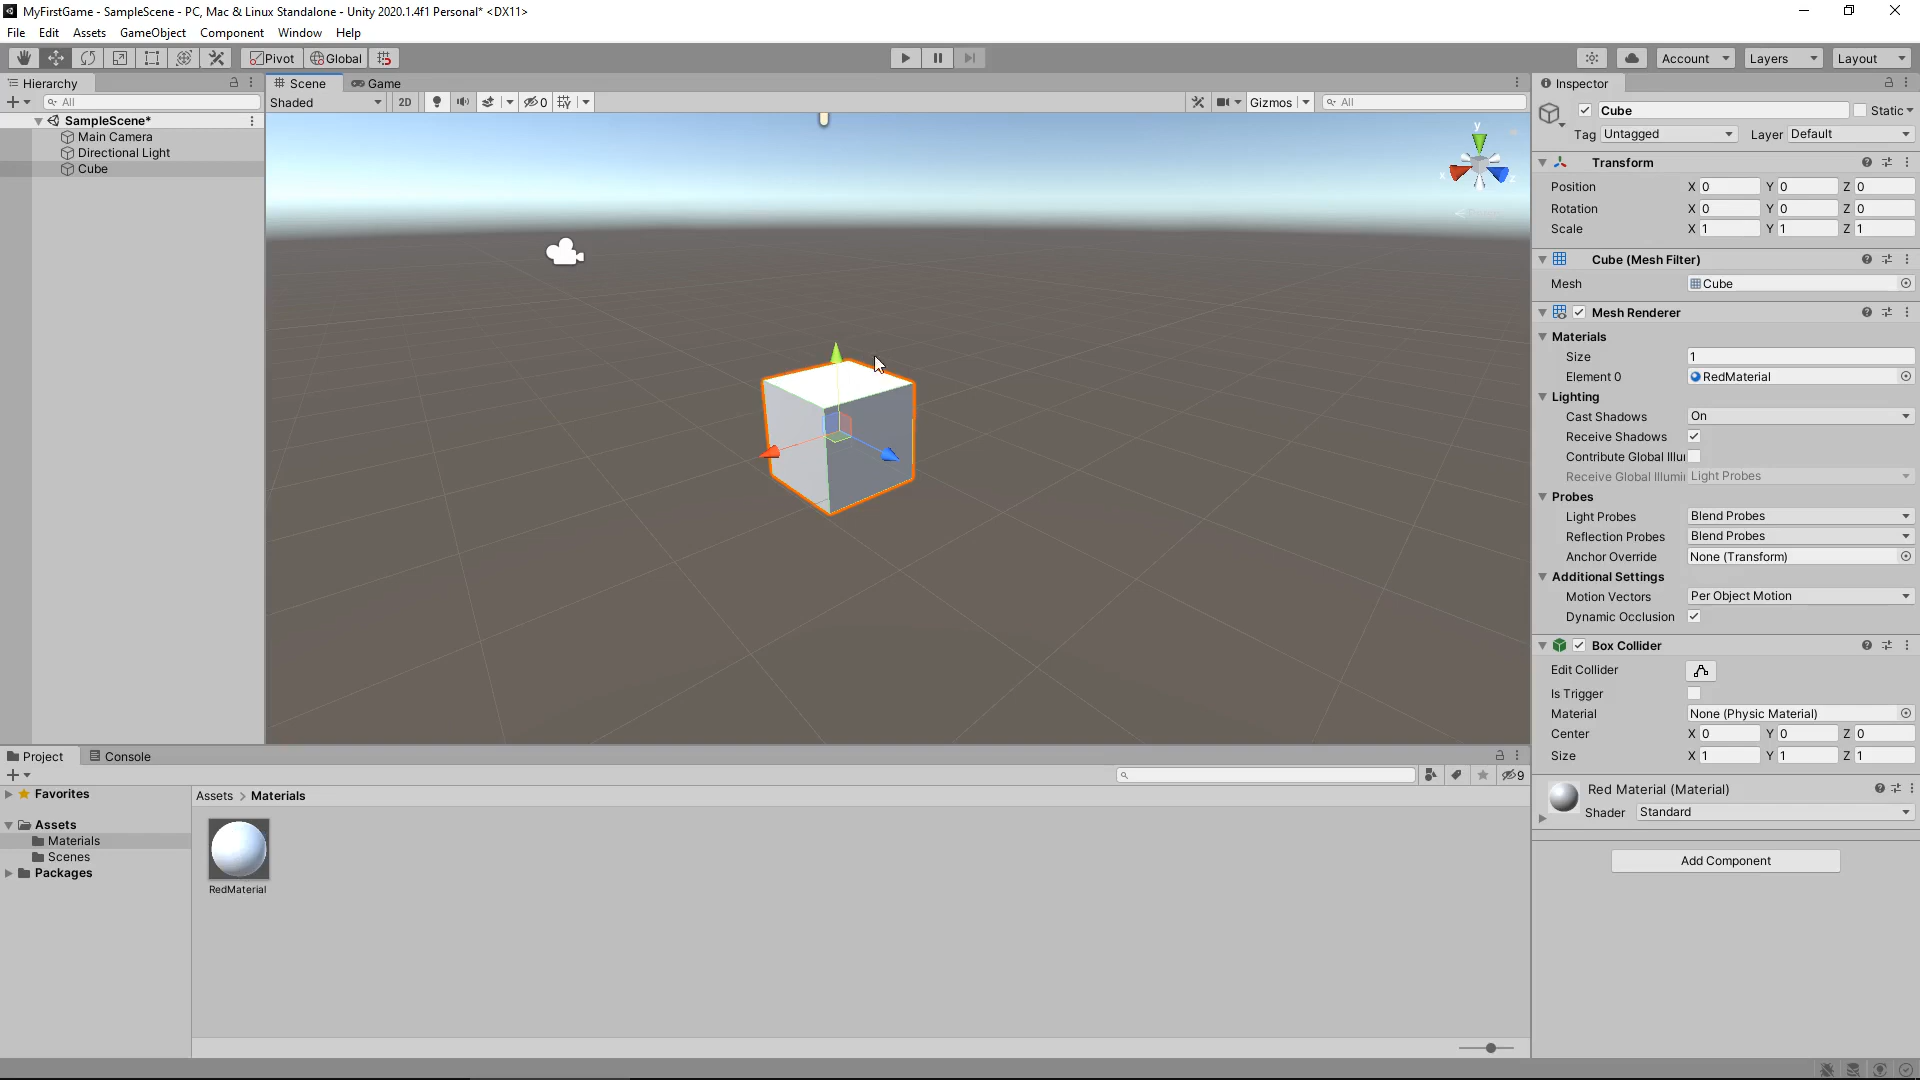 MyFirstGame - SampleScene - PC, Mac & Linux Standalone - Unity 2020.1.4f1 Personal* <DX11>
File Edit Assets GameObject Component Window Help
Pivot Global Account Layers Layout
Hierarchy
All
SampleScene*
Main Camera
Directional Light
Cube
Scene Game
Shaded 2D 0 Gizmos All
y
x
z
Inspector
Cube Static
Tag Untagged Layer Default
Transform
Position X 0 Y 0 Z 0
Rotation X 0 Y 0 Z 0
Scale X 1 Y 1 Z 1
Cube (Mesh Filter)
Mesh Cube
Mesh Renderer
Materials
Size 1
Element 0 RedMaterial
Lighting
Cast Shadows On
Receive Shadows
Contribute Global Illu
Receive Global Illumi Light Probes
Probes
Light Probes Blend Probes
Reflection Probes Blend Probes
Anchor Override None (Transform)
Additional Settings
Motion Vectors Per Object Motion
Dynamic Occlusion
Box Collider
Edit Collider
Is Trigger
Material None (Physic Material)
Center X 0 Y 0 Z 0
Size X 1 Y 1 Z 1
Red Material (Material)
Shader Standard
Add Component
Project Console
9
Favorites
Assets
Materials
Scenes
Packages
Assets > Materials
RedMaterial